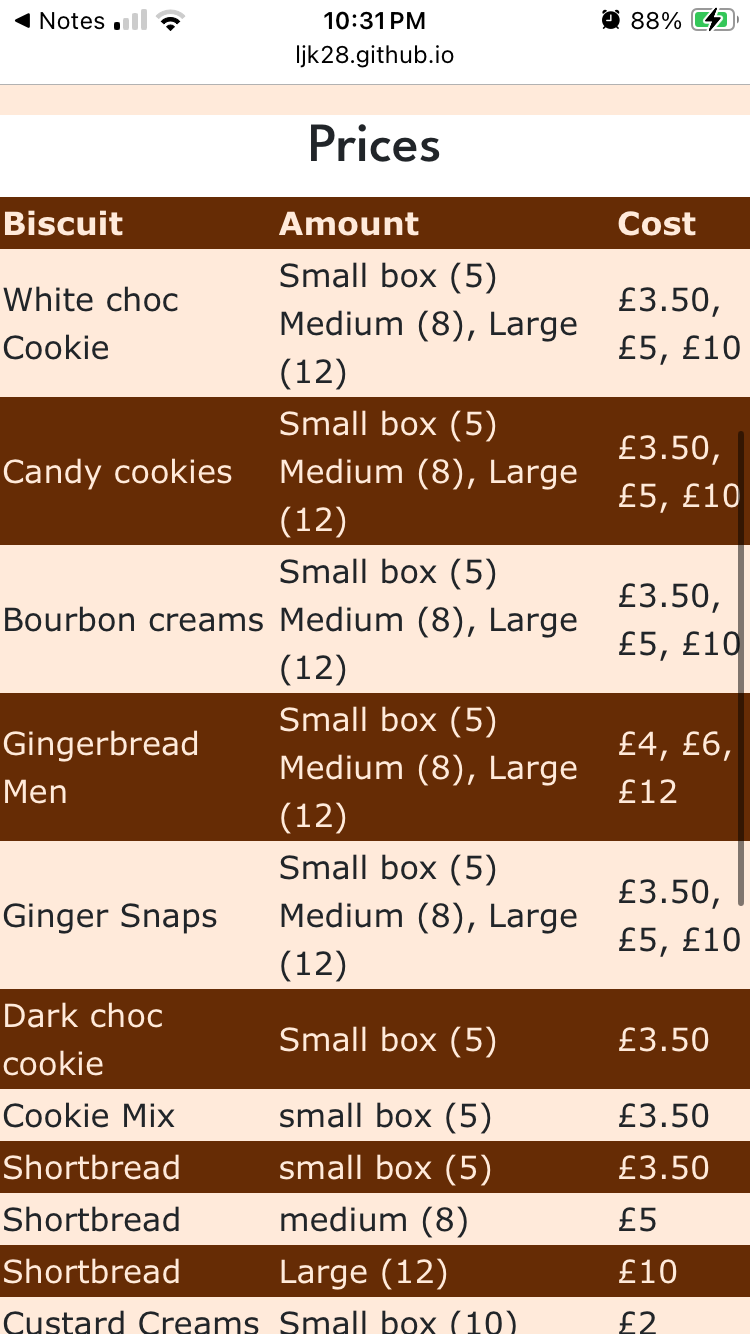 Notes 10:31 PM 88%
ljk28.github.io
Prices
Biscuit Amount Cost
White choc Cookie
Small box (5)
Medium (8), Large
(12)
£3.50,
£5, £10
Candy cookies
Small box (5)
Medium (8), Large
(12)
£3.50,
£5, £10
Bourbon creams
Small box (5)
Medium (8), Large
(12)
£3.50,
£5, £10
Gingerbread
Men
Small box (5)
Medium (8), Large
(12)
£4, £6,
£12
Ginger Snaps
Small box (5)
Medium (8), Large
(12)
£3.50,
£5, £10
Dark choc
cookie
Small box (5)
£3.50
Cookie Mix small box (5) £3.50
Shortbread small box (5) £3.50
Shortbread medium (8) £5
Shortbread Large (12) £10
Custard Creams Small box (10) £2